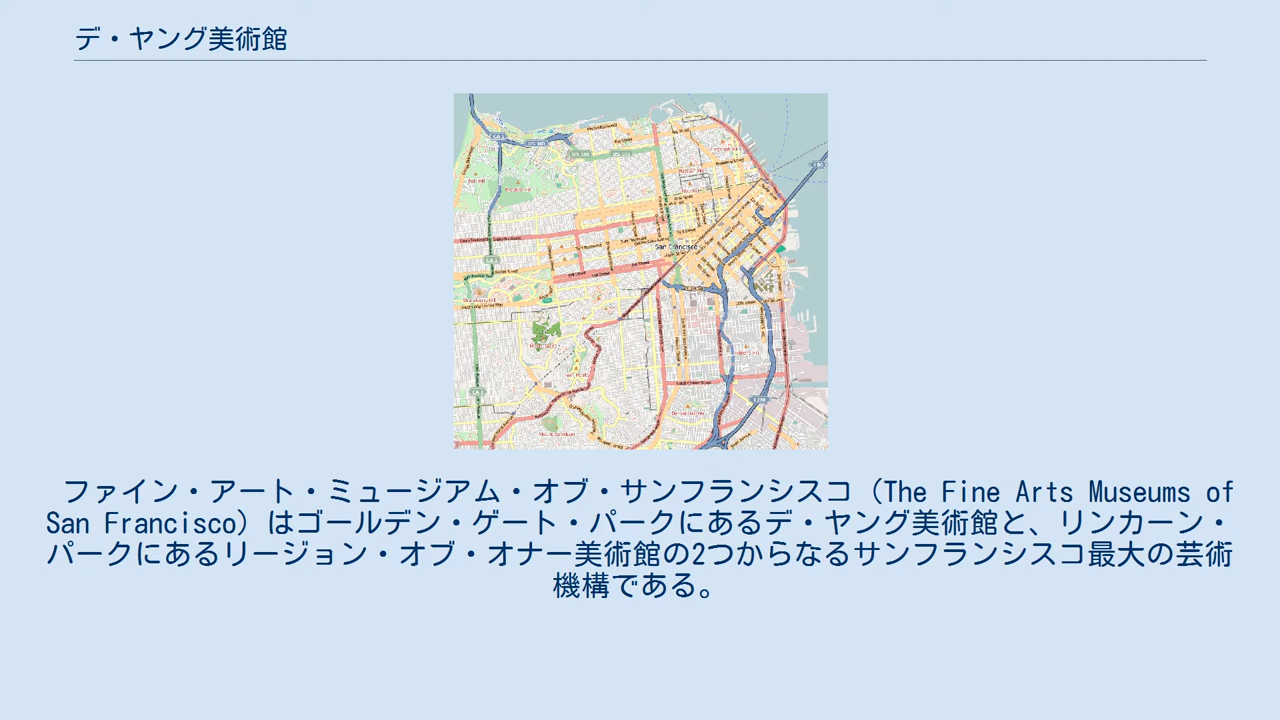 デ・ヤング美術館
San Francisco
ファイン・アート・ミュージアム・オブ・サンフランシスコ（The Fine Arts Museums of
San Francisco）はゴールデン・ゲート・パークにあるデ・ヤング美術館と、リンカーン・
パークにあるリージョン・オブ・オナー美術館の2つからなるサンフランシスコ最大の芸術
機構である。